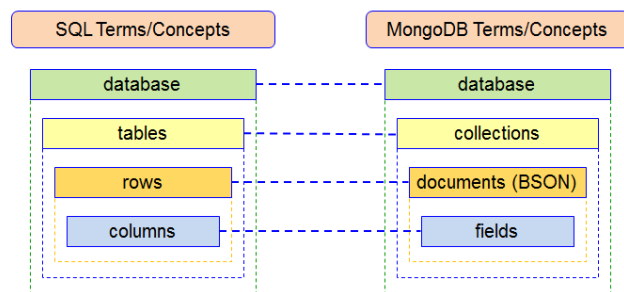 SQL Terms/Concepts
MongoDB Terms/Concepts
database
database
tables
collections
rows
documents (BSON)
columns
fields